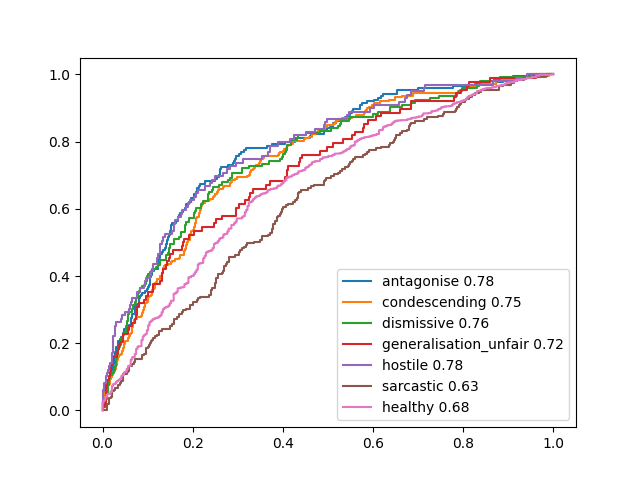 1.0
0.8
0.6
0.4
0.2
0.0
0.0 0.2 0.4 0.6 0.8 1.0
antagonise 0.78
condescending 0.75
dismissive 0.76
generalisation_unfair 0.72
hostile 0.78
sarcastic 0.63
healthy 0.68